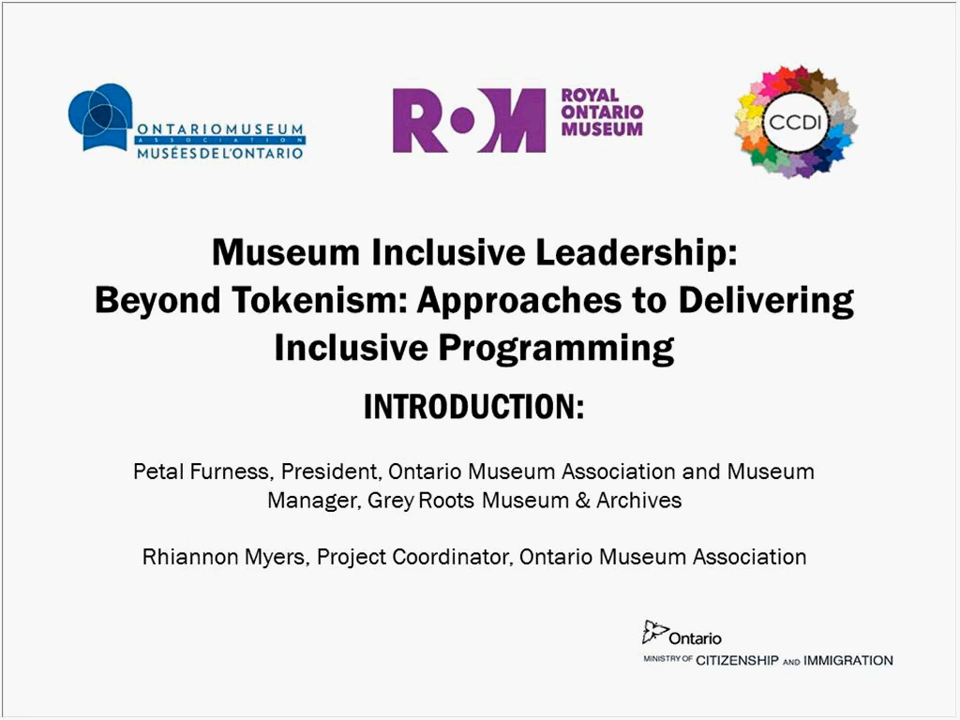 ONTARIOMUSEUM
ASSOCIATION
MUSÉESDEL'ONTARIO
ROM
ROYAL
ONTARIO
MUSEUM
CCDI
Museum Inclusive Leadership:
Beyond Tokenism: Approaches to Delivering
Inclusive Programming
INTRODUCTION:
Petal Furness, President, Ontario Museum Association and Museum
Manager, Grey Roots Museum & Archives
Rhiannon Myers, Project Coordinator, Ontario Museum Association
Ontario
MINISTRY OF CITIZENSHIP AND IMMIGRATION